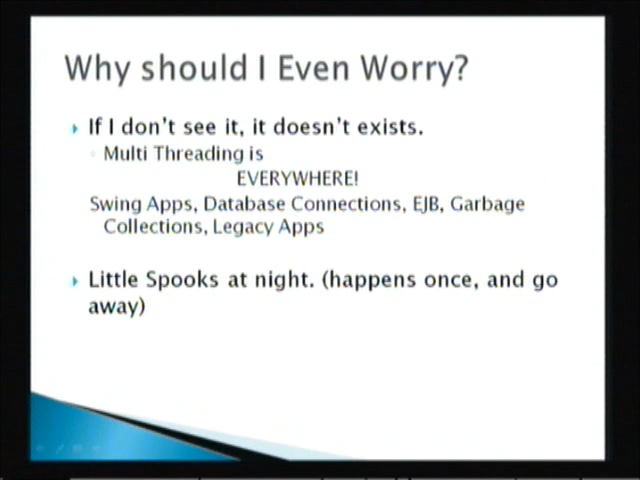 Why should I Even Worry?
If I don't see it, it doesn't exists.
Multi Threading is
EVERYWHERE!
Swing Apps, Database Connections, EJB, Garbage
Collections, Legacy Apps
Little Spooks at night. (happens once, and go
away)